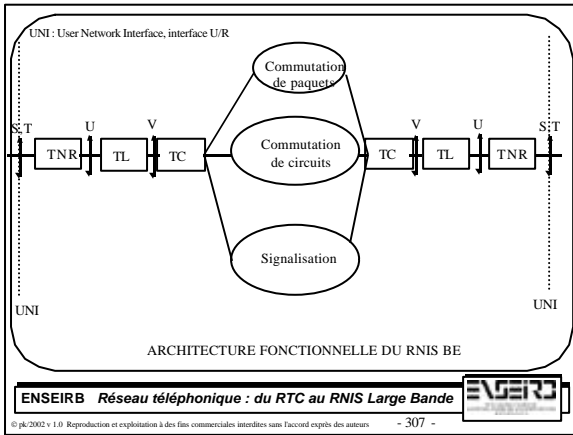 UNI : User Network Interface, interface U/R
Commutation
de paquets
S T
U
V
V
U
S T
TNR
TL
TC
Commutation
de circuits
TC
TL
TNR
Signalisation
UNI
UNI
ARCHITECTURE FONCTIONNELLE DU RNIS BE
ENSEIRB Réseau téléphonique : du RTC au RNIS Large Bande
ENSEIRB
© pk/2002 v 1.0 Reproduction et exploitation à des fins commerciales interdites sans l'accord exprès des auteurs
- 307 -